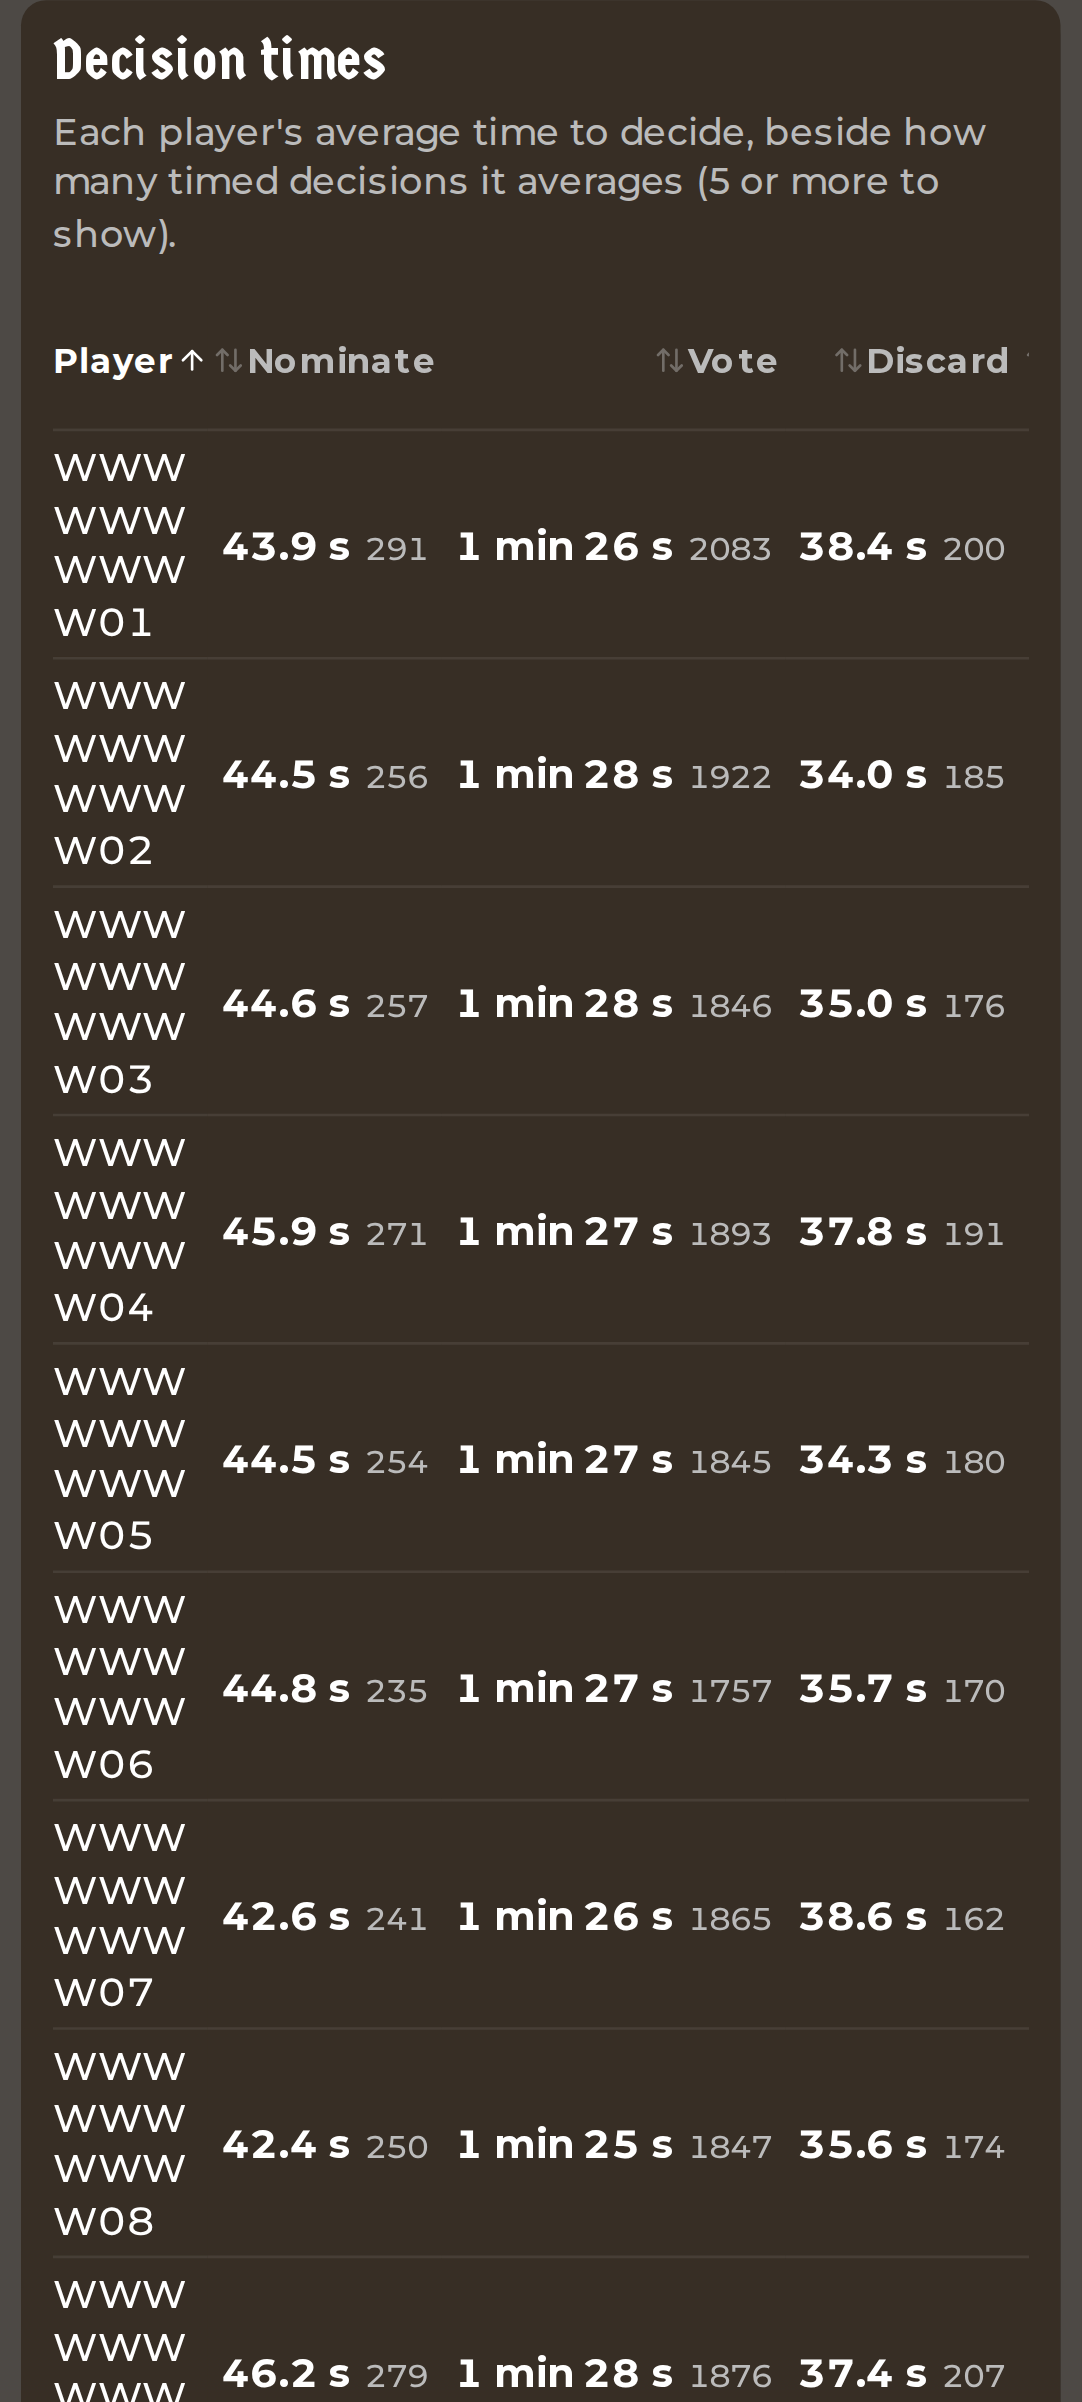 Decision times
Each player's average time to decide, beside how
many timed decisions it averages (5 or more to
show).
Player ↑ ↑↓ Nominate ↑↓ Vote ↑↓ Discard
WWW
WWW
WWW
W01
43.9 s 291 1 min 26 s 2083 38.4 s 200
WWW
WWW
WWW
W02
44.5 s 256 1 min 28 s 1922 34.0 s 185
WWW
WWW
WWW
W03
44.6 s 257 1 min 28 s 1846 35.0 s 176
WWW
WWW
WWW
W04
45.9 s 271 1 min 27 s 1893 37.8 s 191
WWW
WWW
WWW
W05
44.5 s 254 1 min 27 s 1845 34.3 s 180
WWW
WWW
WWW
W06
44.8 s 235 1 min 27 s 1757 35.7 s 170
WWW
WWW
WWW
W07
42.6 s 241 1 min 26 s 1865 38.6 s 162
WWW
WWW
WWW
W08
42.4 s 250 1 min 25 s 1847 35.6 s 174
WWW
WWW
WWW
46.2 s 279 1 min 28 s 1876 37.4 s 207